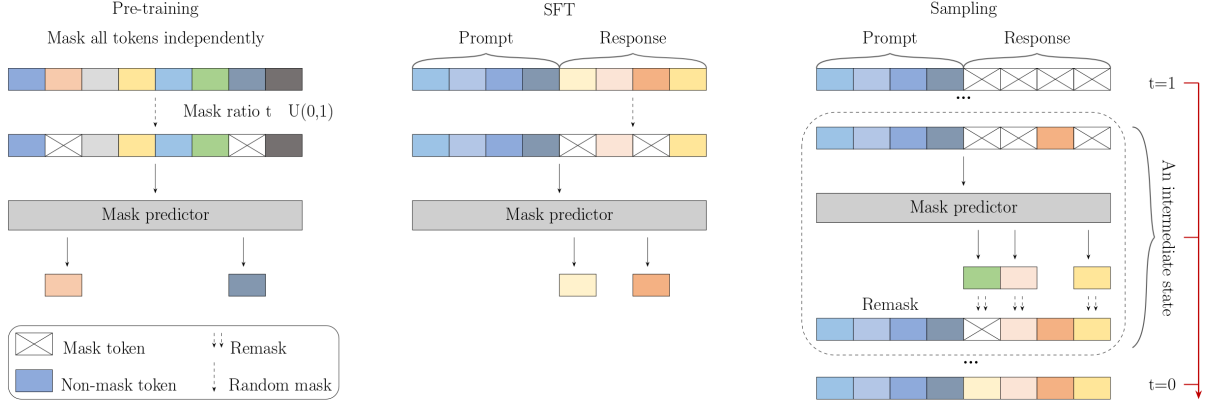 Pre-training
Mask all tokens independently
Mask ratio t U(0,1)
Mask predictor
Mask token
Non-mask token
Remask
Random mask
SFT
Prompt Response
Mask predictor
Sampling
Prompt Response
...
Mask predictor
Remask
...
t=1
An intermediate state
t=0